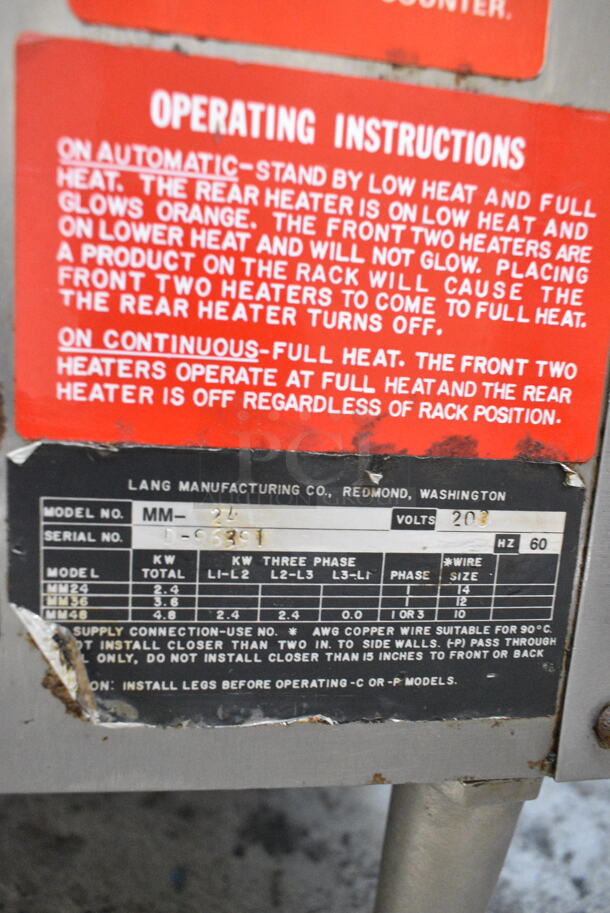 COUNTER.
OPERATING INSTRUCTIONS
ON AUTOMATIC-STAND BY LOW HEAT AND FULL
HEAT. THE REAR HEATER IS ON LOW HEAT AND
GLOWS ORANGE. THE FRONT TWO HEATERS ARE
ON LOWER HEAT AND WILL NOT GLOW. PLACING
A PRODUCT ON THE RACK WILL CAUSE THE
FRONT TWO HEATERS TO COME TO FULL HEAT.
THE REAR HEATER TURNS OFF.
ON CONTINUOUS-FULL HEAT. THE FRONT TWO
HEATERS OPERATE AT FULL HEAT AND THE REAR
HEATER IS OFF REGARDLESS OF RACK POSITION.
PCI
AUCTION GROUP
LANG MANUFACTURING CO., REDMOND, WASHINGTON
MODEL NO. MM- 24 VOLTS 208
SERIAL NO. HZ 60
MODEL KW TOTAL KW THREE PHASE L1-L2 L2-L3 L3-L1 PHASE *WIRE SIZE
MM24 2.4 1 14
MM36 3.6 1 12
MM48 4.8 2.4 2.4 0.0 1 OR 3 10
SUPPLY CONNECTION-USE NO. * AWG COPPER WIRE SUITABLE FOR 90°C.
INSTALL CLOSER THAN TWO IN. TO SIDE WALLS. (-P) PASS THROUGH
ONLY, DO NOT INSTALL CLOSER THAN 15 INCHES TO FRONT OR BACK
INSTALL LEGS BEFORE OPERATING -C OR -P MODELS.